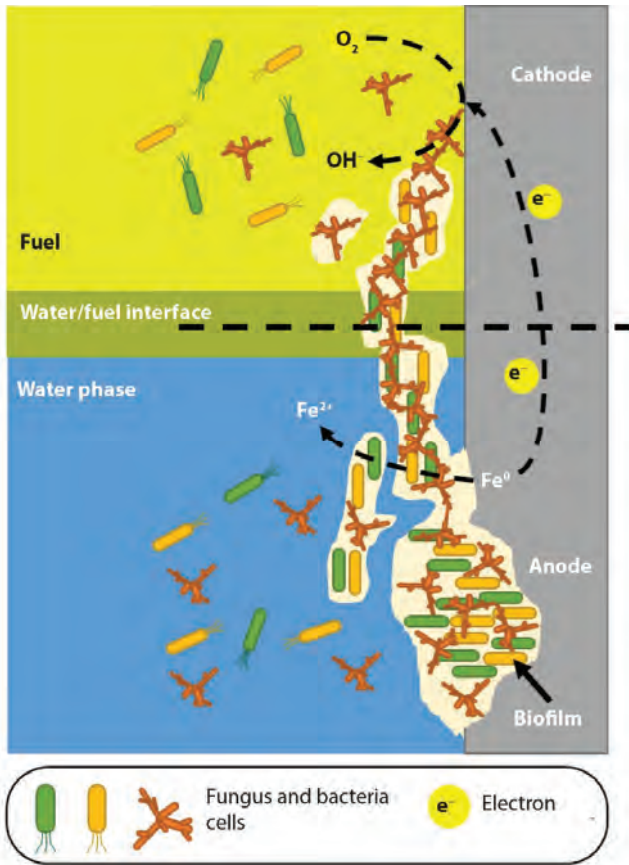 O₂
Cathode
OH⁻
e⁻
Fuel
Water/fuel interface
e⁻
Water phase
Fe²⁺
Fe⁰
Anode
Biofilm
Fungus and bacteria
cells
e⁻
Electron